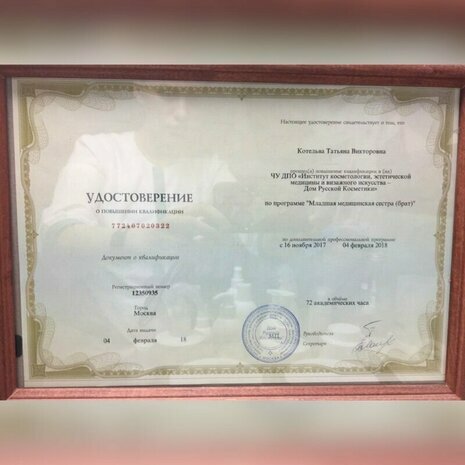 УДОСТОВЕРЕНИЕ
О ПОВЫШЕНИИ КВАЛИФИКАЦИИ
772407020322
Документ о квалификации
Регистрационный номер
12350935
Город
Москва
Дата выдачи
04 февраля 18
Настоящее удостоверение свидетельствует о том, что
Котельва Татьяна Викторовна
прошел(а) повышение квалификации в (на)
ЧУ ДПО «Институт косметологии, эстетической
медицины и визажного искусства –
Дом Русской Косметики»
по программе "Младшая медицинская сестра (брат)"
по дополнительной профессиональной программе
с 16 ноября 2017 04 февраля 2018
в объёме
72 академических часа
Руководитель
Секретарь